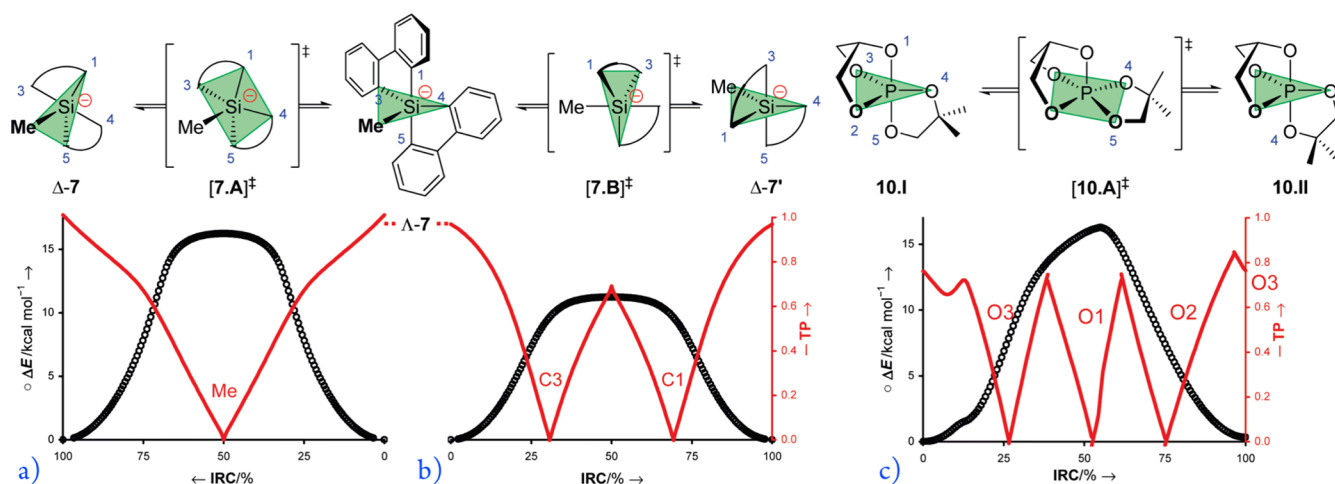 1
3
Si
⊖
Me
4
5
Δ-7
1
3
Si
⊖
Me
4
5
‡
[7.A]‡
1
3
Si
⊖
4
Me
5
1
3
Me
Si
⊖
‡
[7.B]‡
3
Me
Si
⊖
4
1
5
Δ-7'
1
O
3
O
4
P
O
O
2
O
5
10.I
O
3
O
4
P
O
O
O
5
‡
[10.A]‡
O
O
P
O
O
4
O
10.II
Λ-7
○ ΔE /kcal mol⁻¹ →
15
10
5
0
Me
100
75
50
25
0
← IRC/%
a)
C3
C1
0
25
50
75
100
IRC/% →
b)
1.0
0.8
0.6
0.4
0.2
0.0
— TP →
○ ΔE /kcal mol⁻¹ →
15
10
5
0
O3
O1
O2
O3
0
25
50
75
100
IRC/% →
c)
1.0
0.8
0.6
0.4
0.2
0.0
— TP →